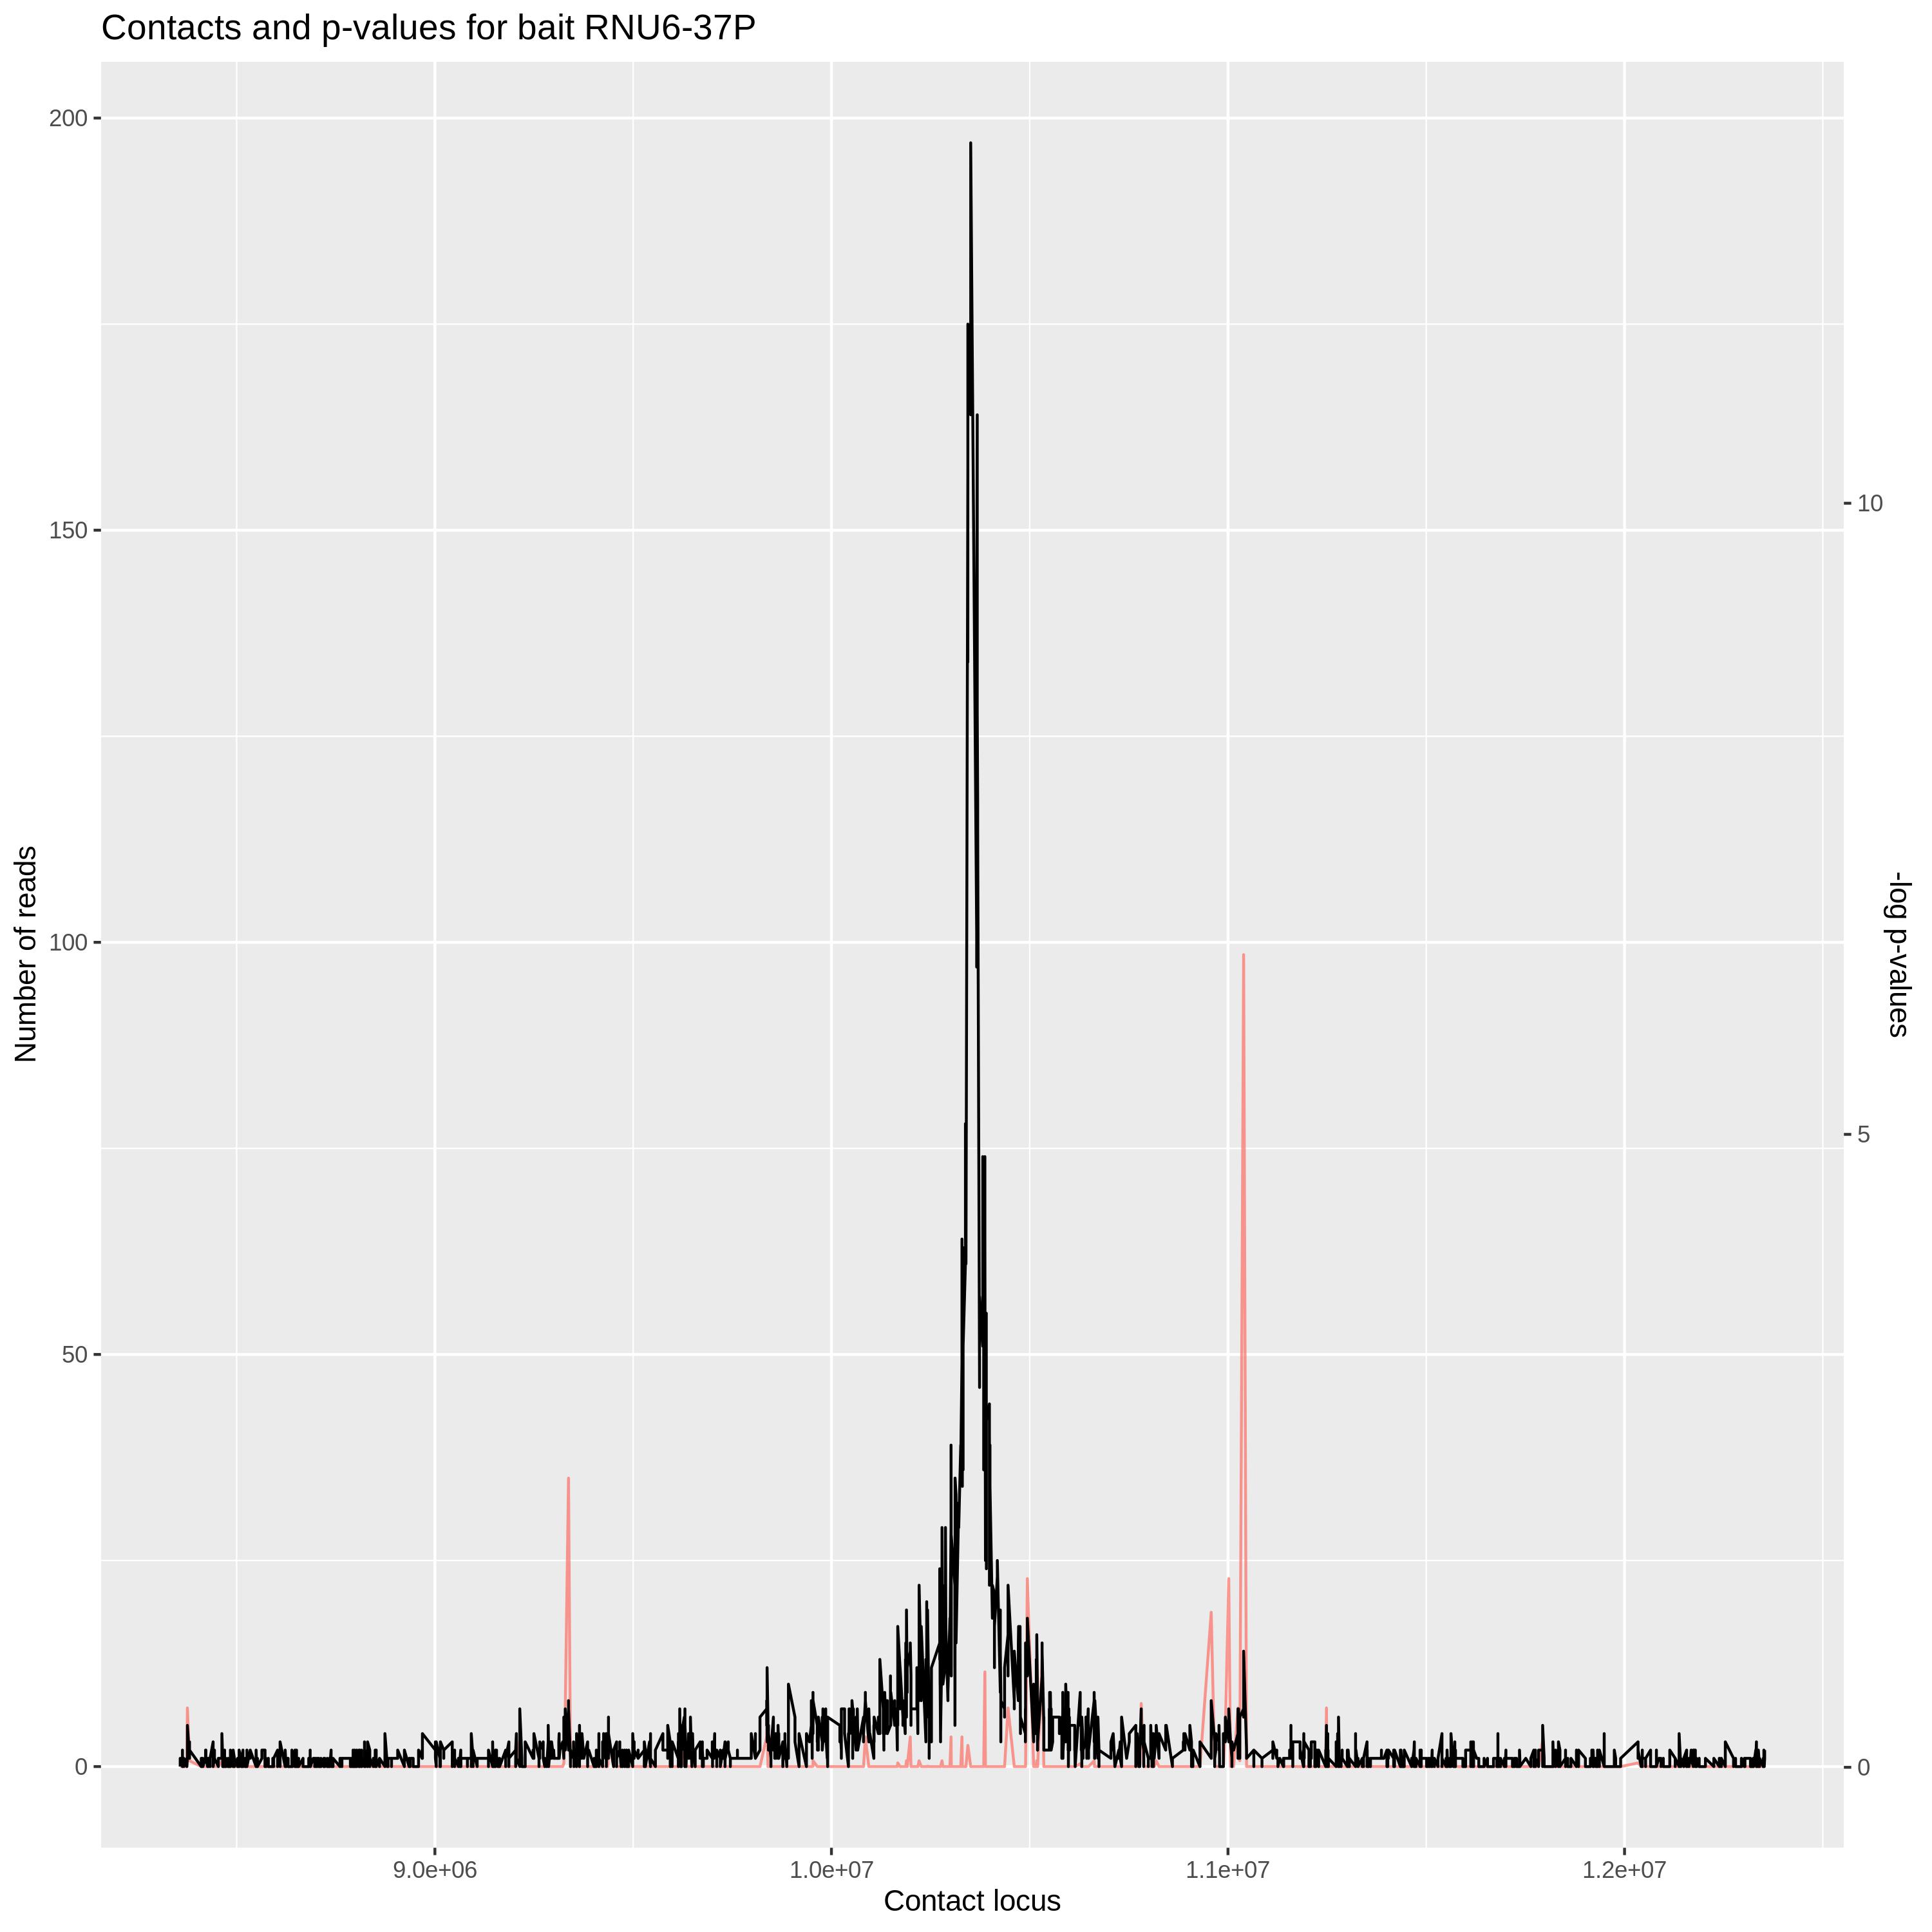 Contacts and p-values for bait RNU6-37P
200
150
100
50
0
Number of reads
10
5
0
-log p-values
9.0e+06
1.0e+07
1.1e+07
1.2e+07
Contact locus